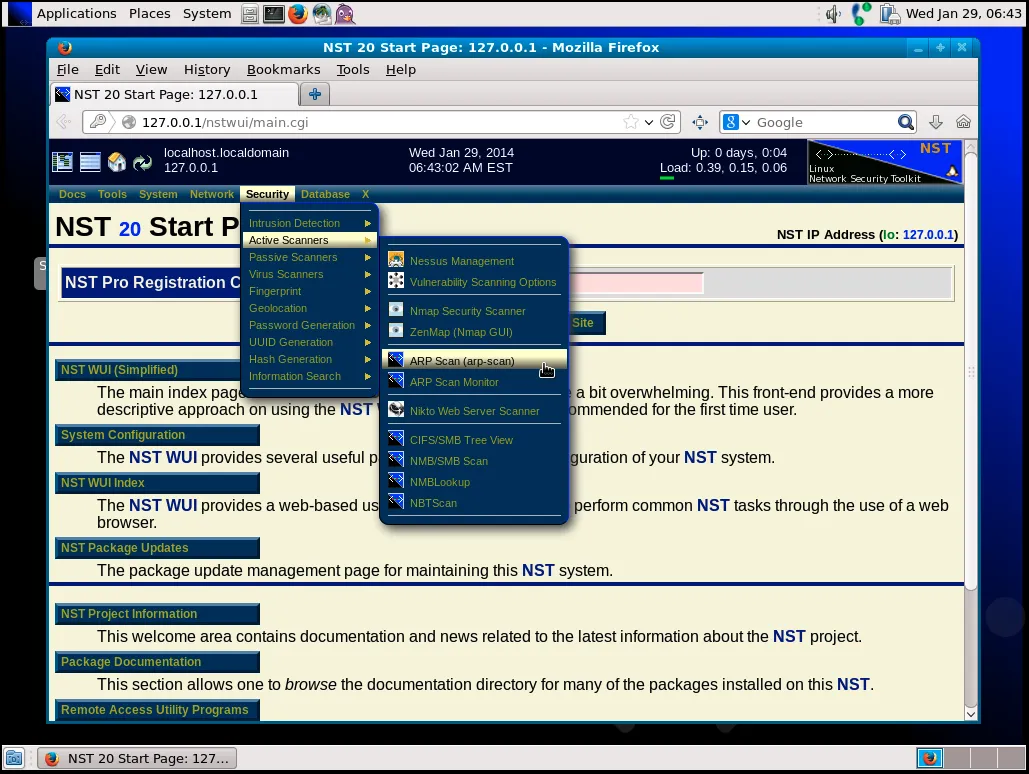 Applications Places System Wed Jan 29, 06:43
NST 20 Start Page: 127.0.0.1 - Mozilla Firefox
File Edit View History Bookmarks Tools Help
NST 20 Start Page: 127.0.0.1
127.0.0.1/nstwui/main.cgi Google
localhost.localdomain Wed Jan 29, 2014 Up: 0 days, 0:04 NST
127.0.0.1 06:43:02 AM EST Load: 0.39, 0.15, 0.06 Linux
Network Security Toolkit
Docs Tools System Network Security Database X
NST 20 Start P
NST IP Address (lo: 127.0.0.1)
Intrusion Detection
Active Scanners
Passive Scanners
Virus Scanners
Fingerprint
Geolocation
Password Generation
UUID Generation
Hash Generation
Information Search
Nessus Management
Vulnerability Scanning Options
Nmap Security Scanner
ZenMap (Nmap GUI)
ARP Scan (arp-scan)
ARP Scan Monitor
Nikto Web Server Scanner
CIFS/SMB Tree View
NMB/SMB Scan
NMBLookup
NBTScan
S
NST Pro Registration C
Site
NST WUI (Simplified)
The main index page a bit overwhelming. This front-end provides a more
descriptive approach on using the NST ommended for the first time user.
System Configuration
The NST WUI provides several useful p guration of your NST system.
NST WUI Index
The NST WUI provides a web-based us perform common NST tasks through the use of a web
browser.
NST Package Updates
The package update management page for maintaining this NST system.
NST Project Information
This welcome area contains documentation and news related to the latest information about the NST project.
Package Documentation
This section allows one to browse the documentation directory for many of the packages installed on this NST.
Remote Access Utility Programs
NST 20 Start Page: 127...